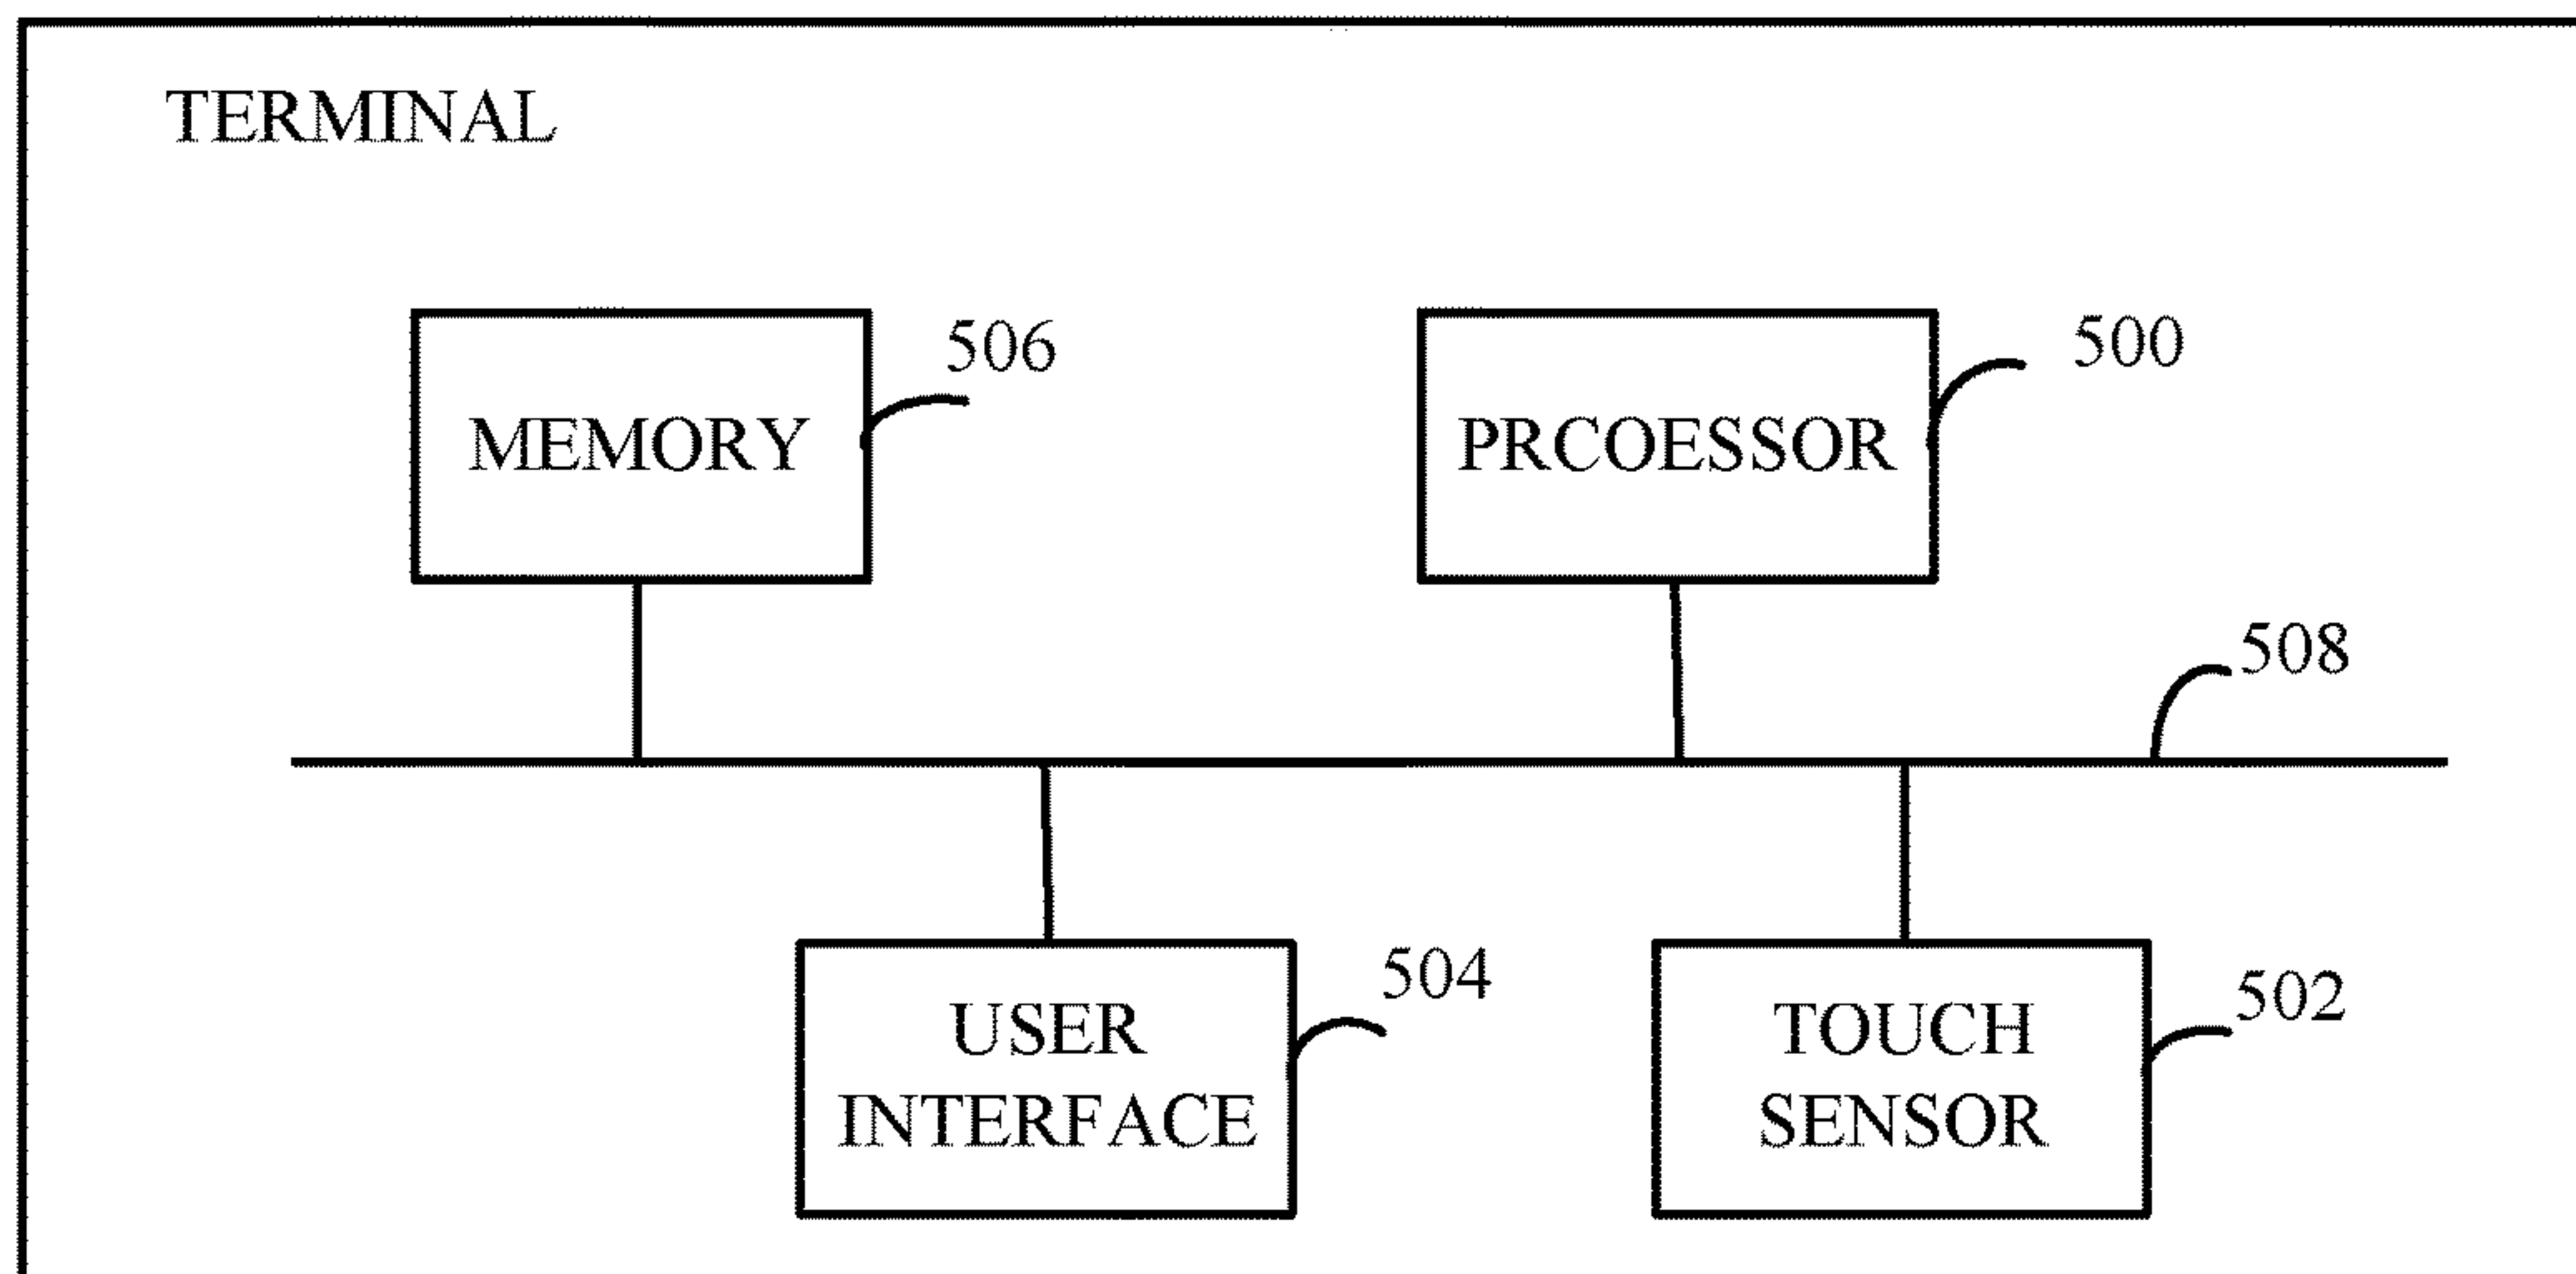 TERMINAL
506
500
MEMORY
PRCOESSOR
508
504
502
USER
INTERFACE
TOUCH
SENSOR